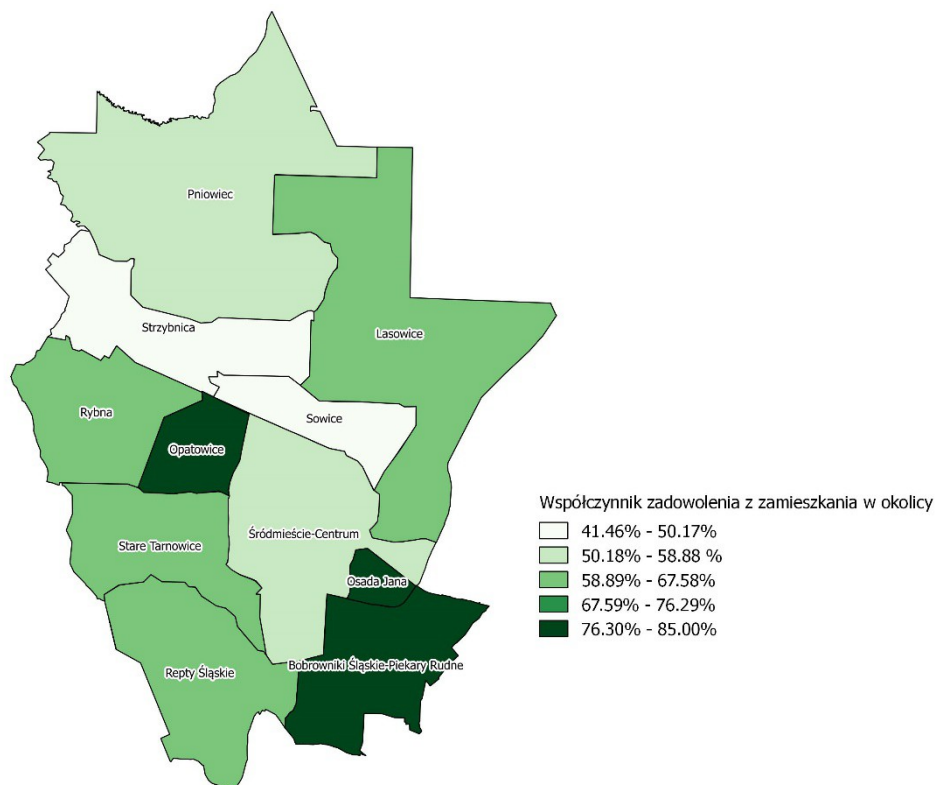 Pniowiec
Strzybnica
Lasowice
Rybna
Sowice
Opatowice
Śródmieście-Centrum
Stare Tarnowice
Osada Jana
Repty Śląskie
Bobrowniki Śląskie-Piekary Rudne
Współczynnik zadowolenia z zamieszkania w okolicy
41.46% - 50.17%
50.18% - 58.88 %
58.89% - 67.58%
67.59% - 76.29%
76.30% - 85.00%